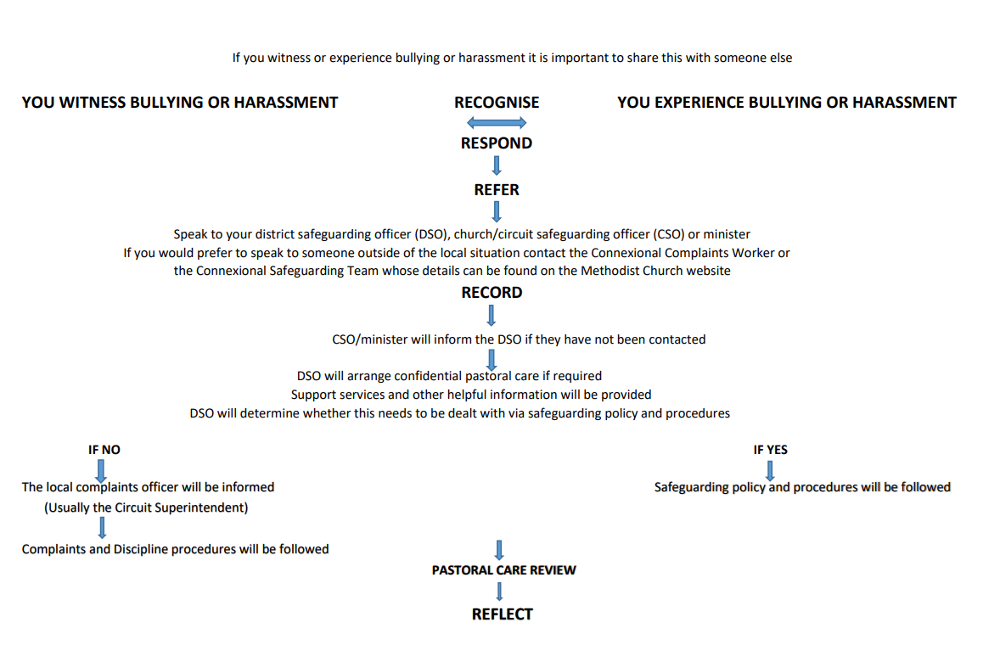 If you witness or experience bullying or harassment it is important to share this with someone else
YOU WITNESS BULLYING OR HARASSMENT
RECOGNISE
YOU EXPERIENCE BULLYING OR HARASSMENT
RESPOND
REFER
Speak to your district safeguarding officer (DSO), church/circuit safeguarding officer (CSO) or minister
If you would prefer to speak to someone outside of the local situation contact the Connexional Complaints Worker or
the Connexional Safeguarding Team whose details can be found on the Methodist Church website
RECORD
CSO/minister will inform the DSO if they have not been contacted
DSO will arrange confidential pastoral care if required
Support services and other helpful information will be provided
DSO will determine whether this needs to be dealt with via safeguarding policy and procedures
IF NO
The local complaints officer will be informed
(Usually the Circuit Superintendent)
Complaints and Discipline procedures will be followed
IF YES
Safeguarding policy and procedures will be followed
PASTORAL CARE REVIEW
REFLECT